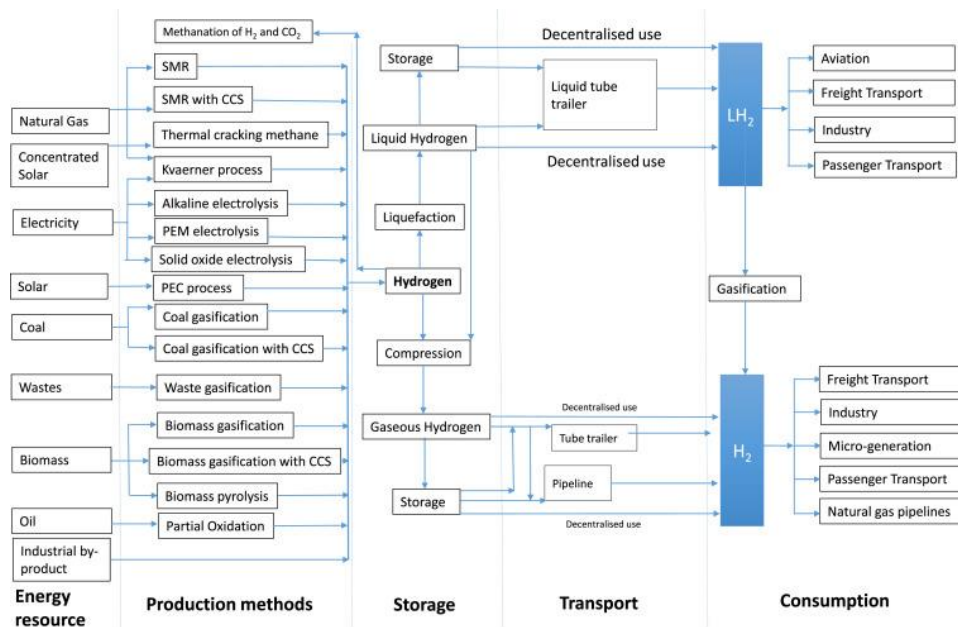 Methanation of H₂ and CO₂
SMR
SMR with CCS
Natural Gas
Thermal cracking methane
Concentrated
Solar
Kvaerner process
Alkaline electrolysis
Electricity
PEM electrolysis
Solid oxide electrolysis
Solar
PEC process
Coal
Coal gasification
Coal gasification with CCS
Wastes
Waste gasification
Biomass gasification
Biomass
Biomass gasification with CCS
Biomass pyrolysis
Oil
Partial Oxidation
Industrial by-
product
Storage
Liquid Hydrogen
Liquefaction
Hydrogen
Compression
Gaseous Hydrogen
Storage
Decentralised use
Liquid tube
trailer
Decentralised use
Decentralised use
Tube trailer
Pipeline
Decentralised use
LH₂
Gasification
H₂
Aviation
Freight Transport
Industry
Passenger Transport
Freight Transport
Industry
Micro-generation
Passenger Transport
Natural gas pipelines
Energy
resource
Production methods
Storage
Transport
Consumption